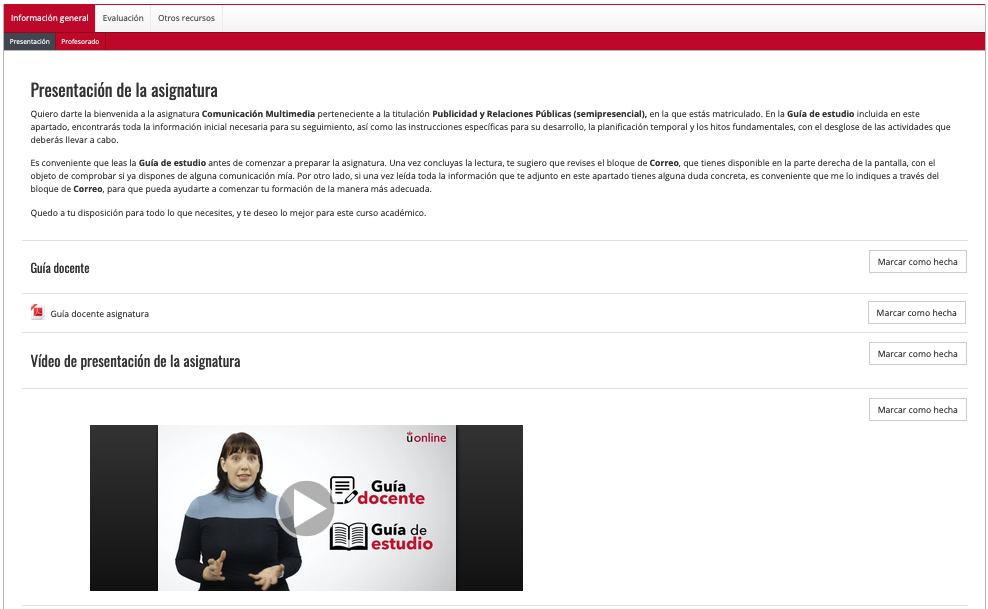 Información general
Evaluación
Otros recursos
Presentación
Profesorado
Presentación de la asignatura
Quiero darte la bienvenida a la asignatura Comunicación Multimedia perteneciente a la titulación Publicidad y Relaciones Públicas (semipresencial), en la que estás matriculado. En la Guía de estudio incluida en este
apartado, encontrarás toda la información inicial necesaria para su seguimiento, así como las instrucciones específicas para su desarrollo, la planificación temporal y los hitos fundamentales, con el desglose de las actividades que
deberás llevar a cabo.
Es conveniente que leas la Guía de estudio antes de comenzar a preparar la asignatura. Una vez concluyas la lectura, te sugiero que revises el bloque de Correo, que tienes disponible en la parte derecha de la pantalla, con el
objeto de comprobar si ya dispones de alguna comunicación mía. Por otro lado, si una vez leída toda la información que te adjunto en este apartado tienes alguna duda concreta, es conveniente que me lo indiques a través del
bloque de Correo, para que pueda ayudarte a comenzar tu formación de la manera más adecuada.
Quedo a tu disposición para todo lo que necesites, y te deseo lo mejor para este curso académico.
Guía docente
Marcar como hecha
Guía docente asignatura
Marcar como hecha
Vídeo de presentación de la asignatura
Marcar como hecha
Marcar como hecha
üonline
Guía
docente
Guía de
estudio